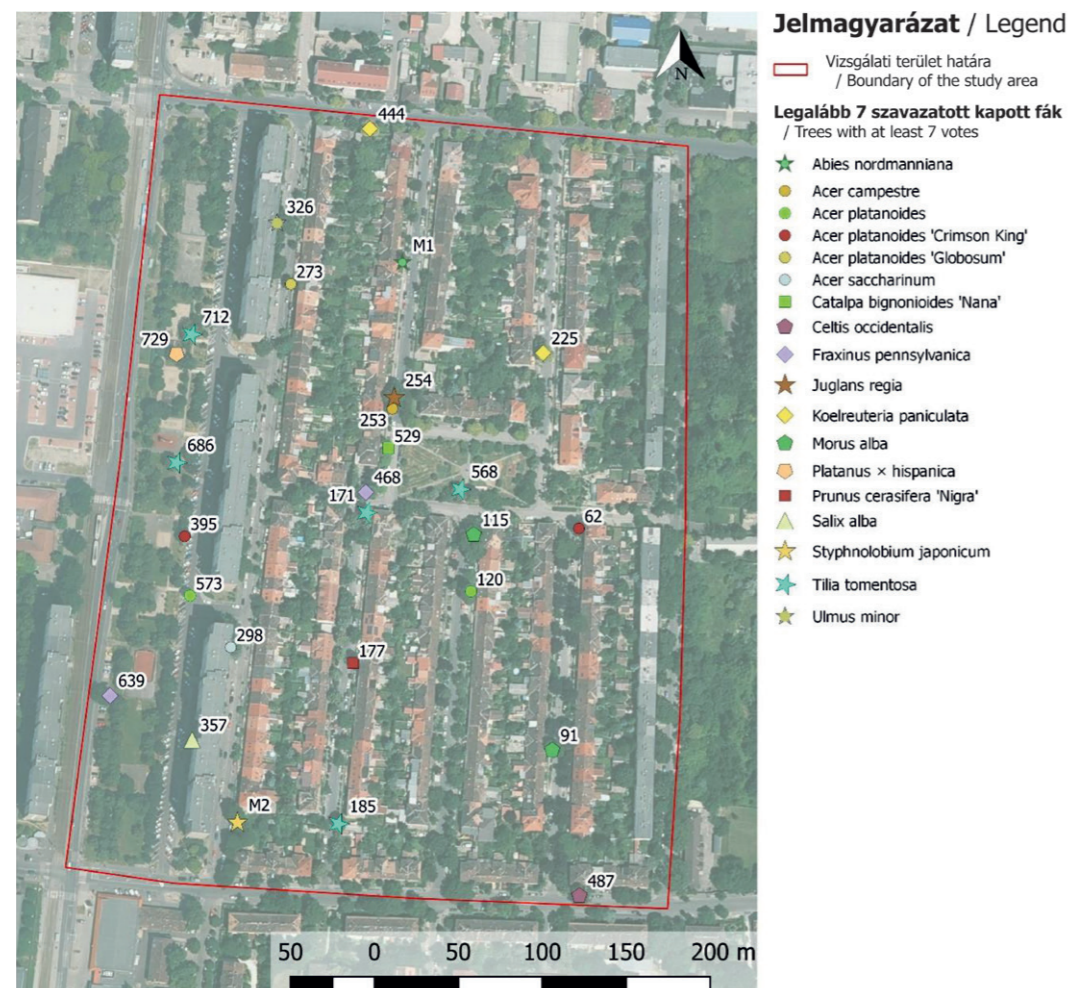 Jelmagyarázat / Legend
Vizsgálati terület határa
/ Boundary of the study area
Legalább 7 szavazatott kapott fák
/ Trees with at least 7 votes
Abies nordmanniana
Acer campestre
Acer platanoides
Acer platanoides 'Crimson King'
Acer platanoides 'Globosum'
Acer saccharinum
Catalpa bignonioides 'Nana'
Celtis occidentalis
Fraxinus pennsylvanica
Juglans regia
Koelreuteria paniculata
Morus alba
Platanus × hispanica
Prunus cerasifera 'Nigra'
Salix alba
Styphnolobium japonicum
Tilia tomentosa
Ulmus minor
N
444
326
M1
273
712
729
225
254
253
529
686
468
568
171
395
115
62
573
120
298
177
639
357
91
M2
185
487
50 0 50 100 150 200 m